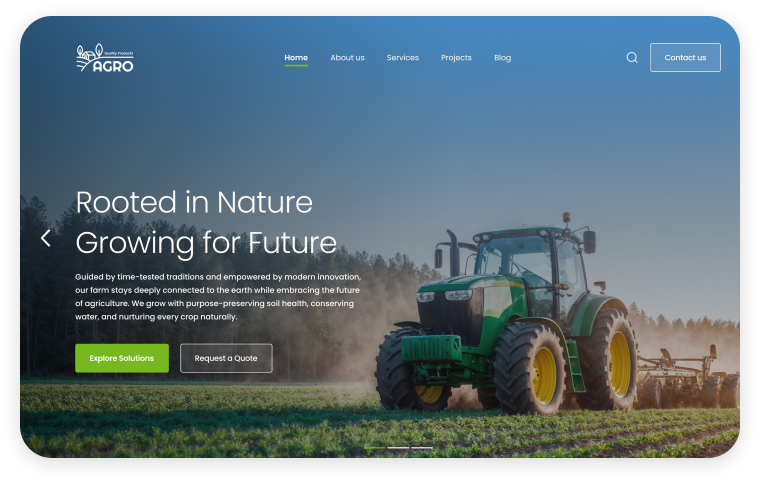 Quality Products
AGRO
Home
About us
Services
Projects
Blog
Contact us
Rooted in Nature
Growing for Future
Guided by time-tested traditions and empowered by modern innovation,
our farm stays deeply connected to the earth while embracing the future
of agriculture. We grow with purpose-preserving soil health, conserving
water, and nurturing every crop naturally.
Explore Solutions
Request a Quote